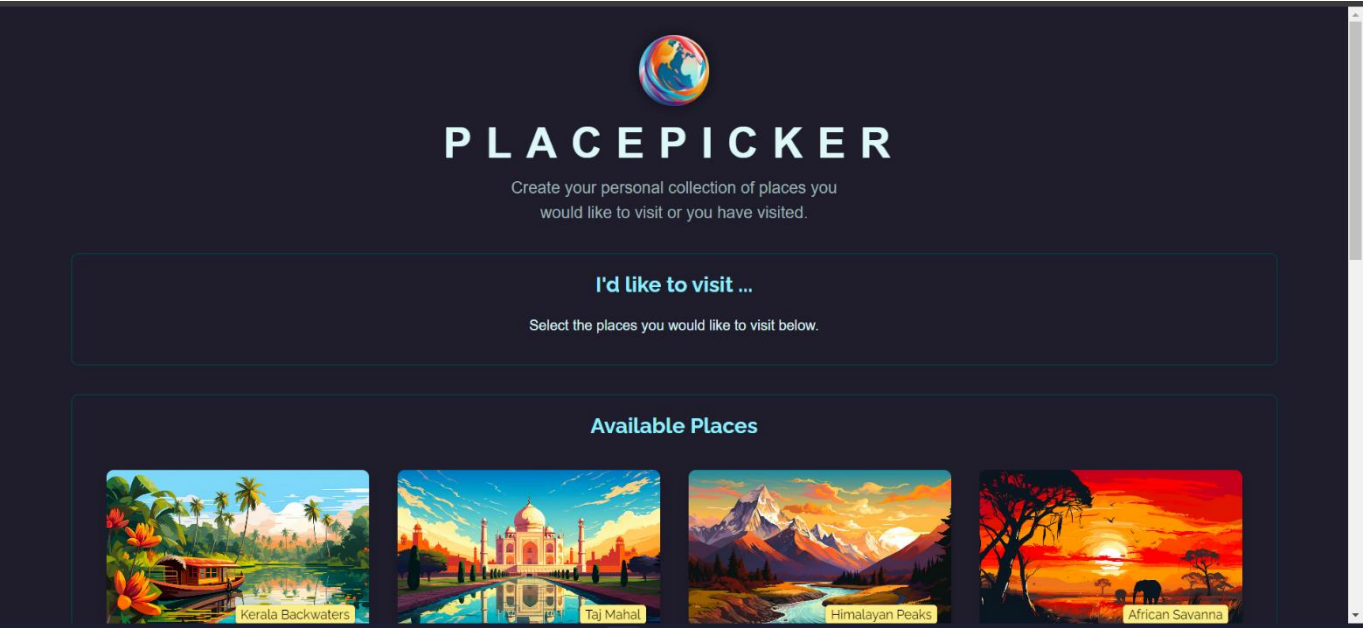 PLACEPICKER
Create your personal collection of places you
would like to visit or you have visited.
I'd like to visit ...
Select the places you would like to visit below.
Available Places
Kerala Backwaters
Taj Mahal
Himalayan Peaks
African Savanna